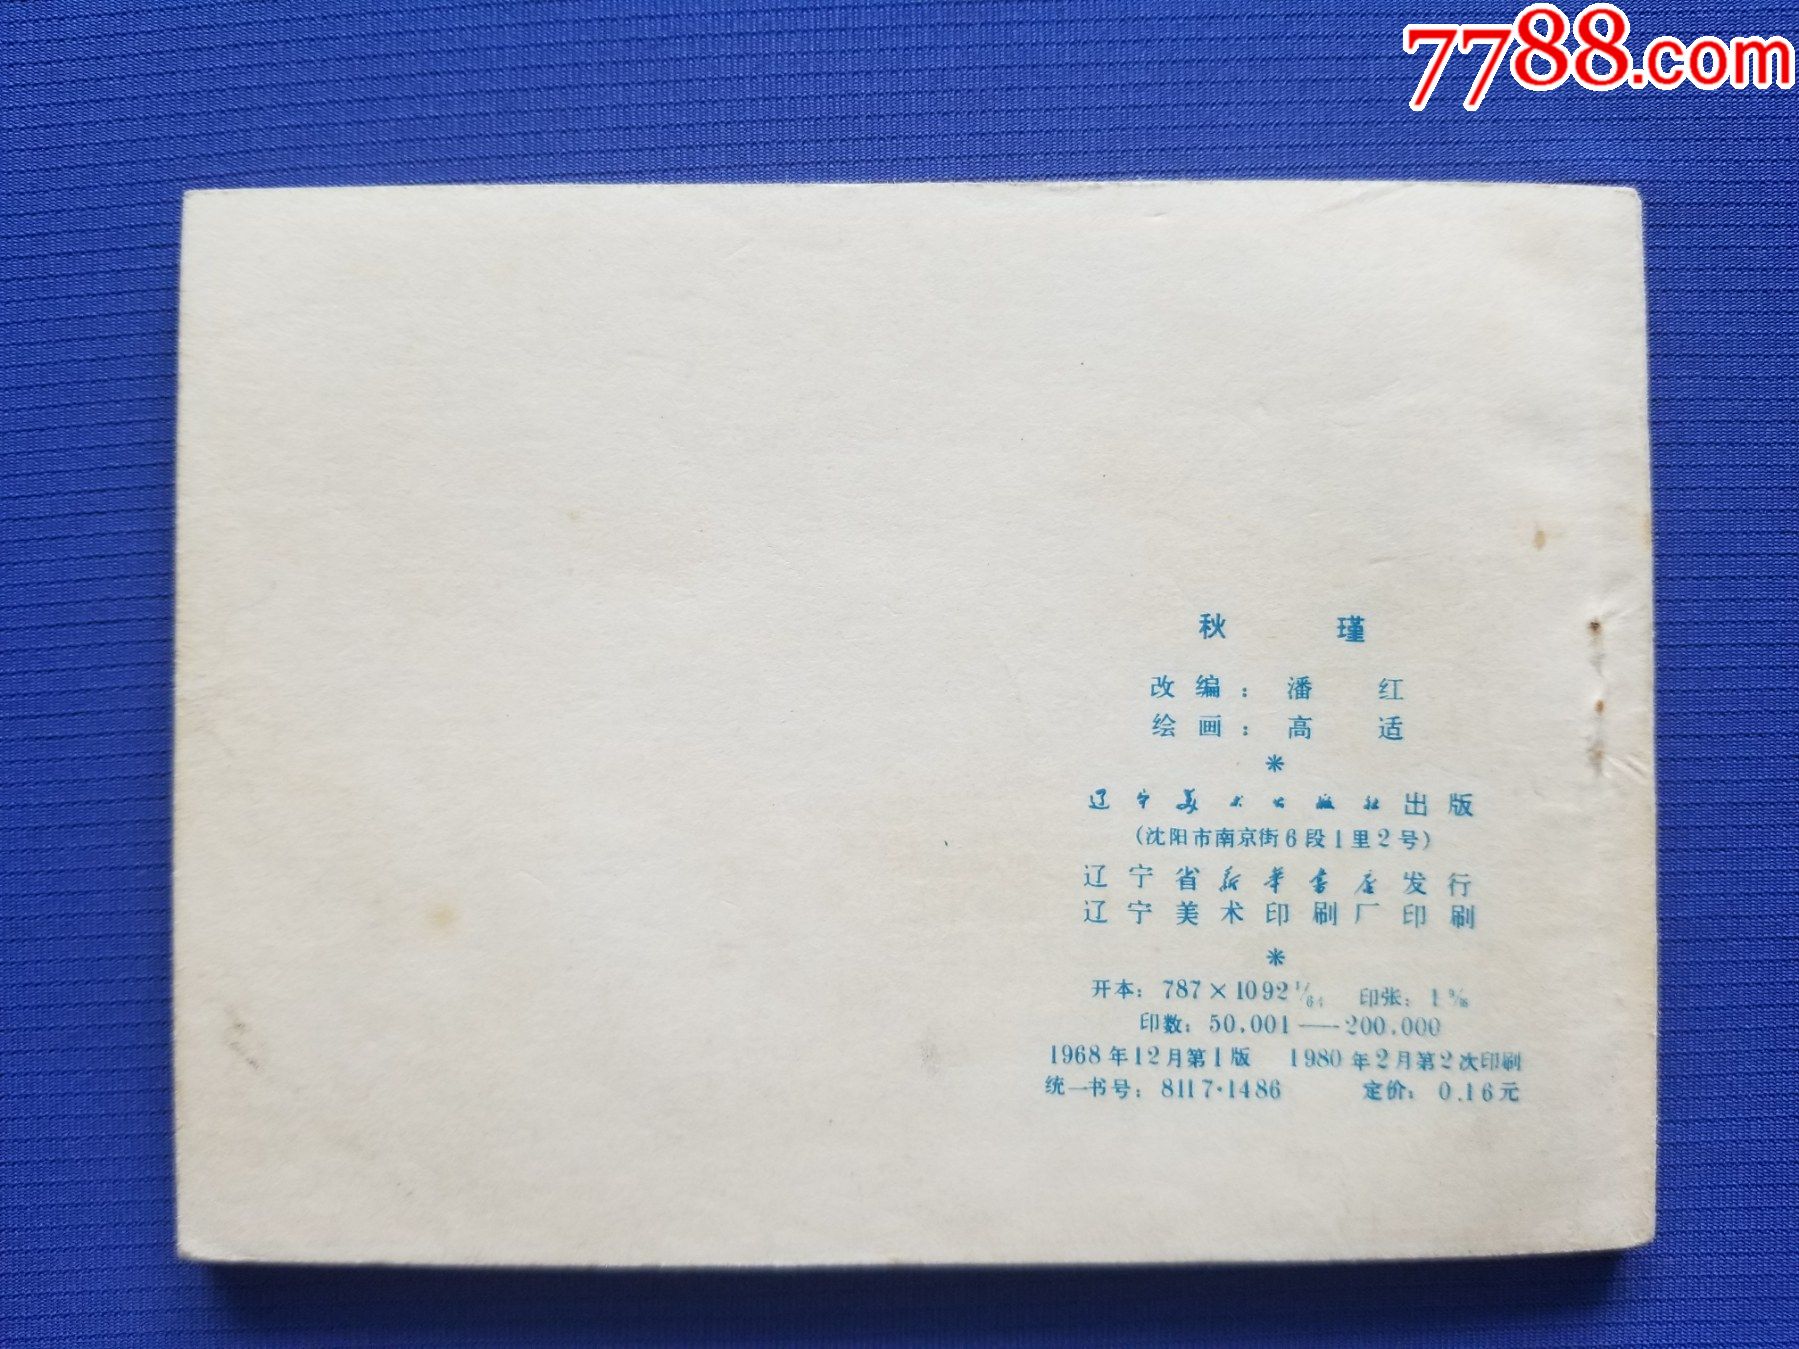 7788.com
秋 瑾
改编：潘 红
绘画：高 适
*
辽宁美术出版社出版
(沈阳市南京街6段1里2号)
辽宁省新华书店发行
辽宁美术印刷厂印刷
*
开本：787×1092 1/64 印张：1 9/16
印数：50,001——200,000
1968年12月第1版 1980年2月第2次印刷
统一书号：8117·1486 定价：0.16元